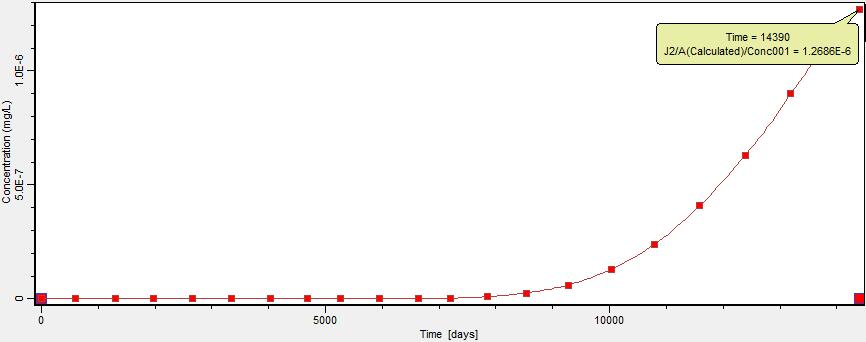 Time = 14390
J2/A(Calculated)/Conc001 = 1.2686E-6
Concentration (mg/L)
1.0E-6
5.0E-7
0
0
5000
10000
Time [days]